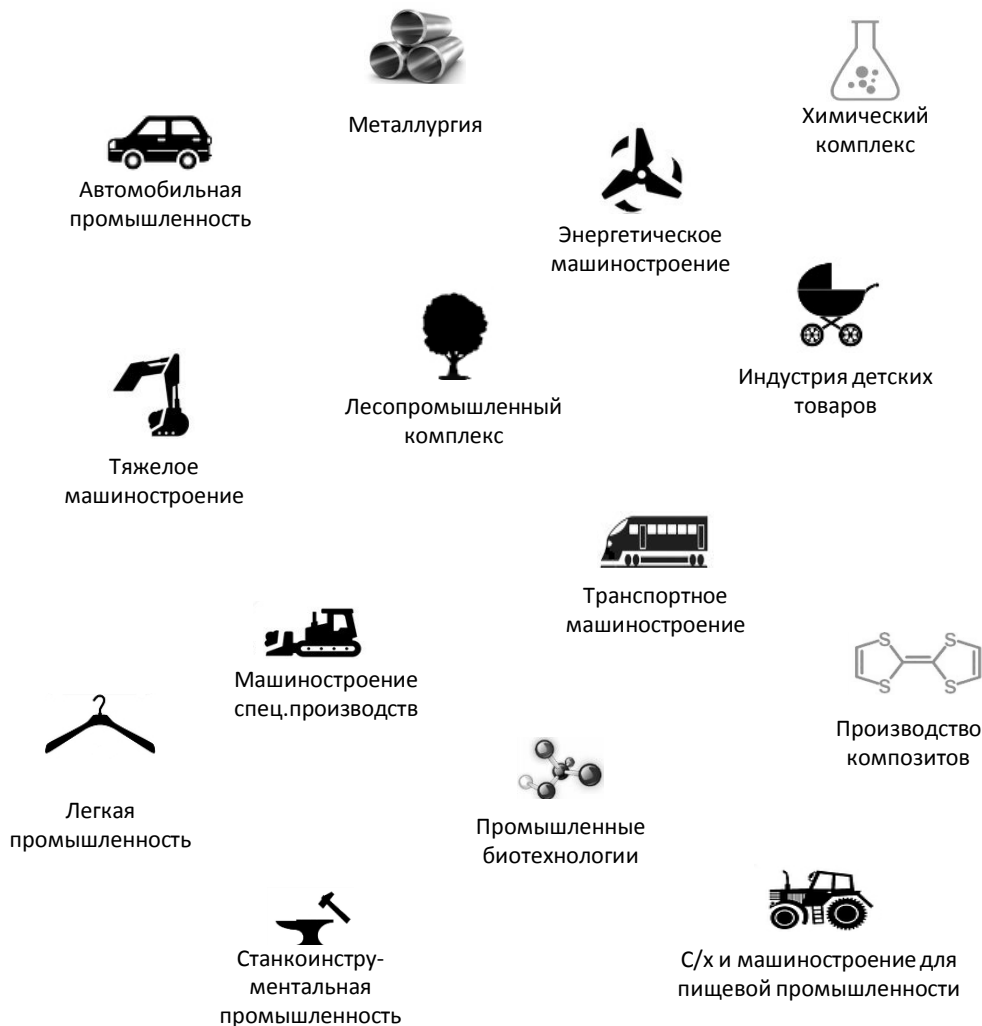 Металлургия
Химический
комплекс
Автомобильная
промышленность
Энергетическое
машиностроение
Индустрия детских
товаров
Лесопромышленный
комплекс
Тяжелое
машиностроение
Транспортное
машиностроение
Машиностроение
спец.производств
S S
S S
Производство
композитов
Легкая
промышленность
Промышленные
биотехнологии
Станкоинстру-
ментальная
промышленность
С/х и машиностроение для
пищевой промышленности